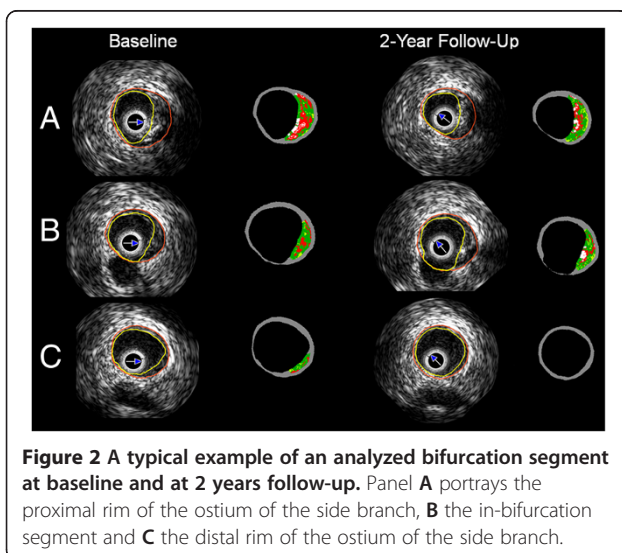 Baseline 2-Year Follow-Up
A
B
C
Figure 2 A typical example of an analyzed bifurcation segment
at baseline and at 2 years follow-up. Panel A portrays the
proximal rim of the ostium of the side branch, B the in-bifurcation
segment and C the distal rim of the ostium of the side branch.